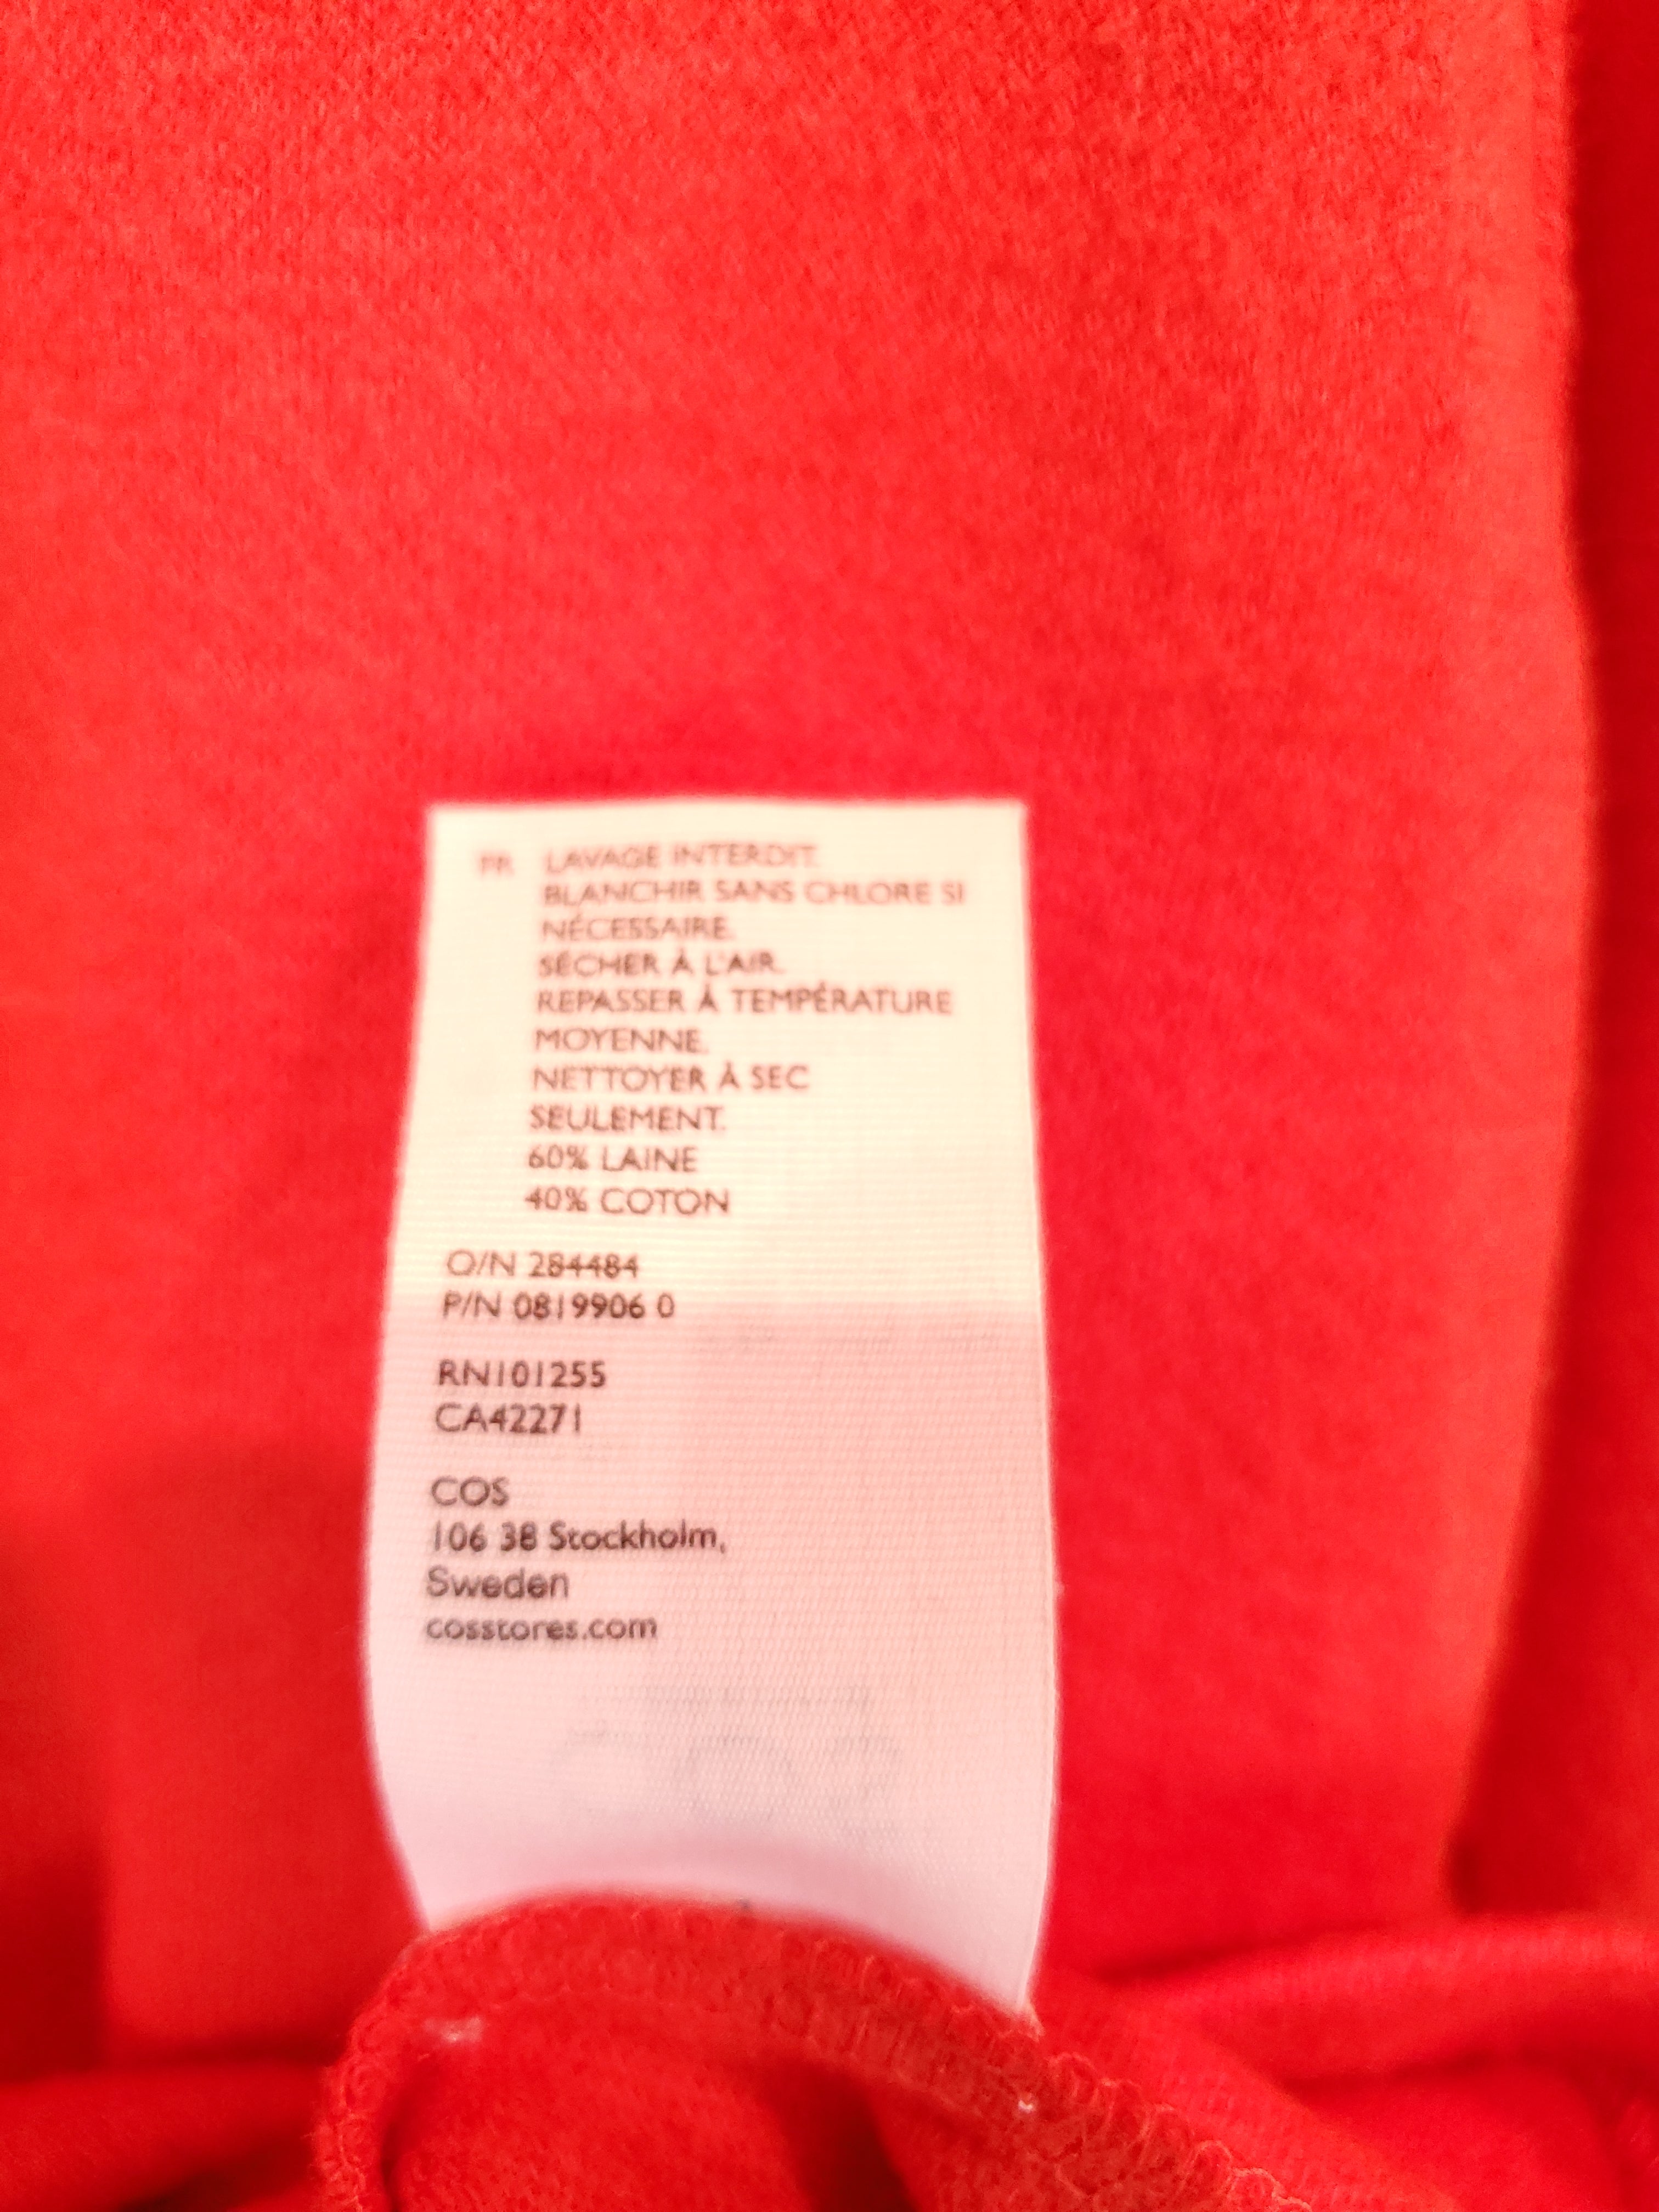 FR LAVAGE INTERDIT.
BLANCHIR SANS CHLORE SI
NÉCESSAIRE.
SÉCHER À L'AIR.
REPASSER À TEMPÉRATURE
MOYENNE.
NETTOYER À SEC
SEULEMENT.
60% LAINE
40% COTON
O/N 284484
P/N 0819906 0
RN101255
CA42271
COS
106 38 Stockholm,
Sweden
cosstores.com